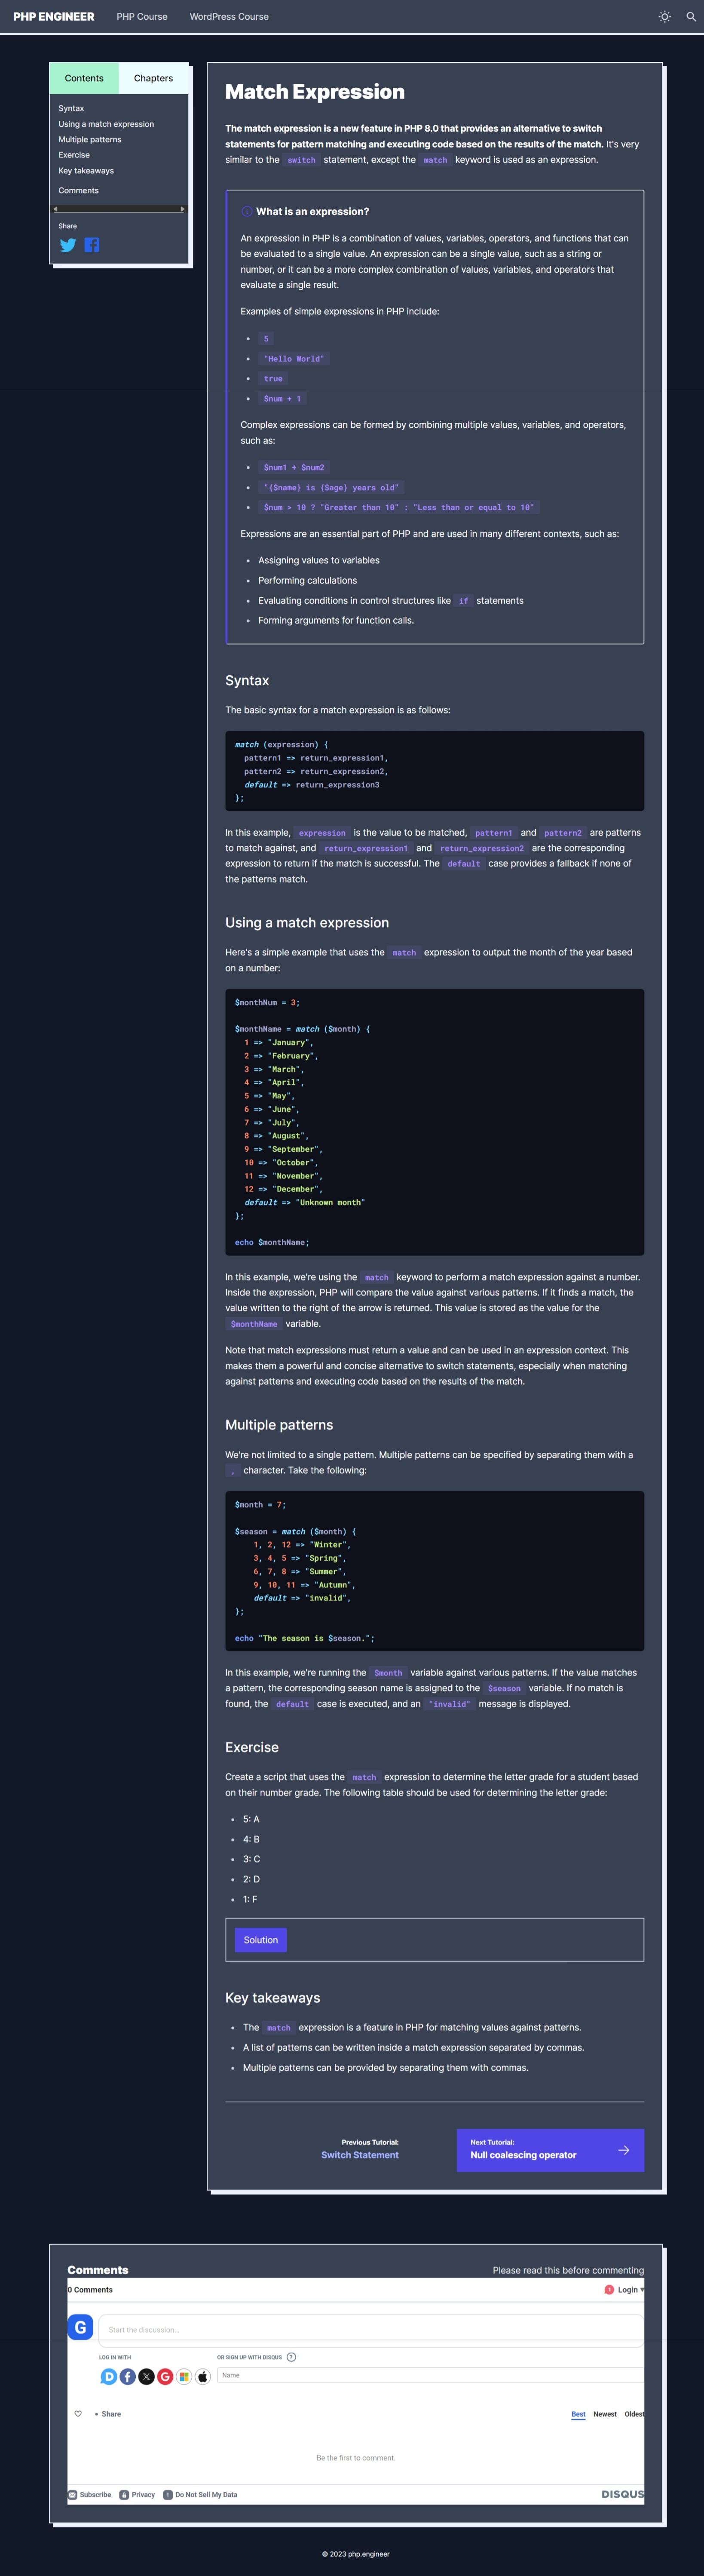 PHP ENGINEER PHP Course WordPress Course
Contents Chapters
Syntax
Using a match expression
Multiple patterns
Exercise
Key takeaways
Comments
Share
Match Expression
The match expression is a new feature in PHP 8.0 that provides an alternative to switch
statements for pattern matching and executing code based on the results of the match. It's very
similar to the switch statement, except the match keyword is used as an expression.
What is an expression?
An expression in PHP is a combination of values, variables, operators, and functions that can
be evaluated to a single value. An expression can be a single value, such as a string or
number, or it can be a more complex combination of values, variables, and operators that
evaluate a single result.
Examples of simple expressions in PHP include:
• 5
• "Hello World"
• true
• $num + 1
Complex expressions can be formed by combining multiple values, variables, and operators,
such as:
• $num1 + $num2
• "{$name} is {$age} years old"
• $num > 10 ? "Greater than 10" : "Less than or equal to 10"
Expressions are an essential part of PHP and are used in many different contexts, such as:
• Assigning values to variables
• Performing calculations
• Evaluating conditions in control structures like if statements
• Forming arguments for function calls.
Syntax
The basic syntax for a match expression is as follows:
match (expression) {
pattern1 => return_expression1,
pattern2 => return_expression2,
default => return_expression3
};
In this example, expression is the value to be matched, pattern1 and pattern2 are patterns
to match against, and return_expression1 and return_expression2 are the corresponding
expression to return if the match is successful. The default case provides a fallback if none of
the patterns match.
Using a match expression
Here's a simple example that uses the match expression to output the month of the year based
on a number:
$monthNum = 3;
$monthName = match ($month) {
1 => "January",
2 => "February",
3 => "March",
4 => "April",
5 => "May",
6 => "June",
7 => "July",
8 => "August",
9 => "September",
10 => "October",
11 => "November",
12 => "December",
default => "Unknown month"
};
echo $monthName;
In this example, we're using the match keyword to perform a match expression against a number.
Inside the expression, PHP will compare the value against various patterns. If it finds a match, the
value written to the right of the arrow is returned. This value is stored as the value for the
$monthName variable.
Note that match expressions must return a value and can be used in an expression context. This
makes them a powerful and concise alternative to switch statements, especially when matching
against patterns and executing code based on the results of the match.
Multiple patterns
We're not limited to a single pattern. Multiple patterns can be specified by separating them with a
, character. Take the following:
$month = 7;
$season = match ($month) {
1, 2, 12 => "Winter",
3, 4, 5 => "Spring",
6, 7, 8 => "Summer",
9, 10, 11 => "Autumn",
default => "invalid",
};
echo "The season is $season.";
In this example, we're running the $month variable against various patterns. If the value matches
a pattern, the corresponding season name is assigned to the $season variable. If no match is
found, the default case is executed, and an "invalid" message is displayed.
Exercise
Create a script that uses the match expression to determine the letter grade for a student based
on their number grade. The following table should be used for determining the letter grade:
• 5: A
• 4: B
• 3: C
• 2: D
• 1: F
Solution
Key takeaways
• The match expression is a feature in PHP for matching values against patterns.
• A list of patterns can be written inside a match expression separated by commas.
• Multiple patterns can be provided by separating them with commas.
Previous Tutorial:
Switch Statement
Next Tutorial:
Null coalescing operator
Comments Please read this before commenting
0 Comments 1 Login
G Start the discussion...
LOG IN WITH OR SIGN UP WITH DISQUS ?
Name
• Share Best Newest Oldest
Be the first to comment.
Subscribe Privacy Do Not Sell My Data DISQUS
© 2023 php.engineer